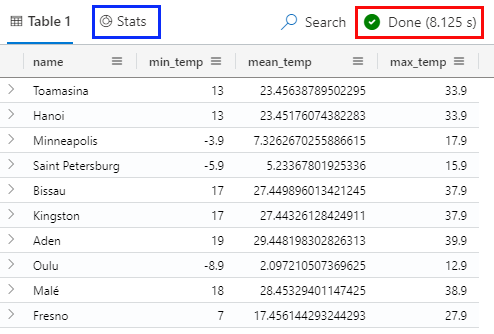 Table 1 Stats Search Done (8.125 s)
name min_temp mean_temp max_temp
Toamasina 13 23.45638789502295 33.9
Hanoi 13 23.45176074382283 33.9
Minneapolis -3.9 7.3262670255886615 17.9
Saint Petersburg -5.9 5.23367801925336 15.9
Bissau 17 27.449896013421245 37.9
Kingston 17 27.44326128424911 37.9
Aden 19 29.448198302826313 39.9
Oulu -8.9 2.097210507369625 12.9
Malé 18 28.45329401147425 38.9
Fresno 7 17.456144293244293 27.9